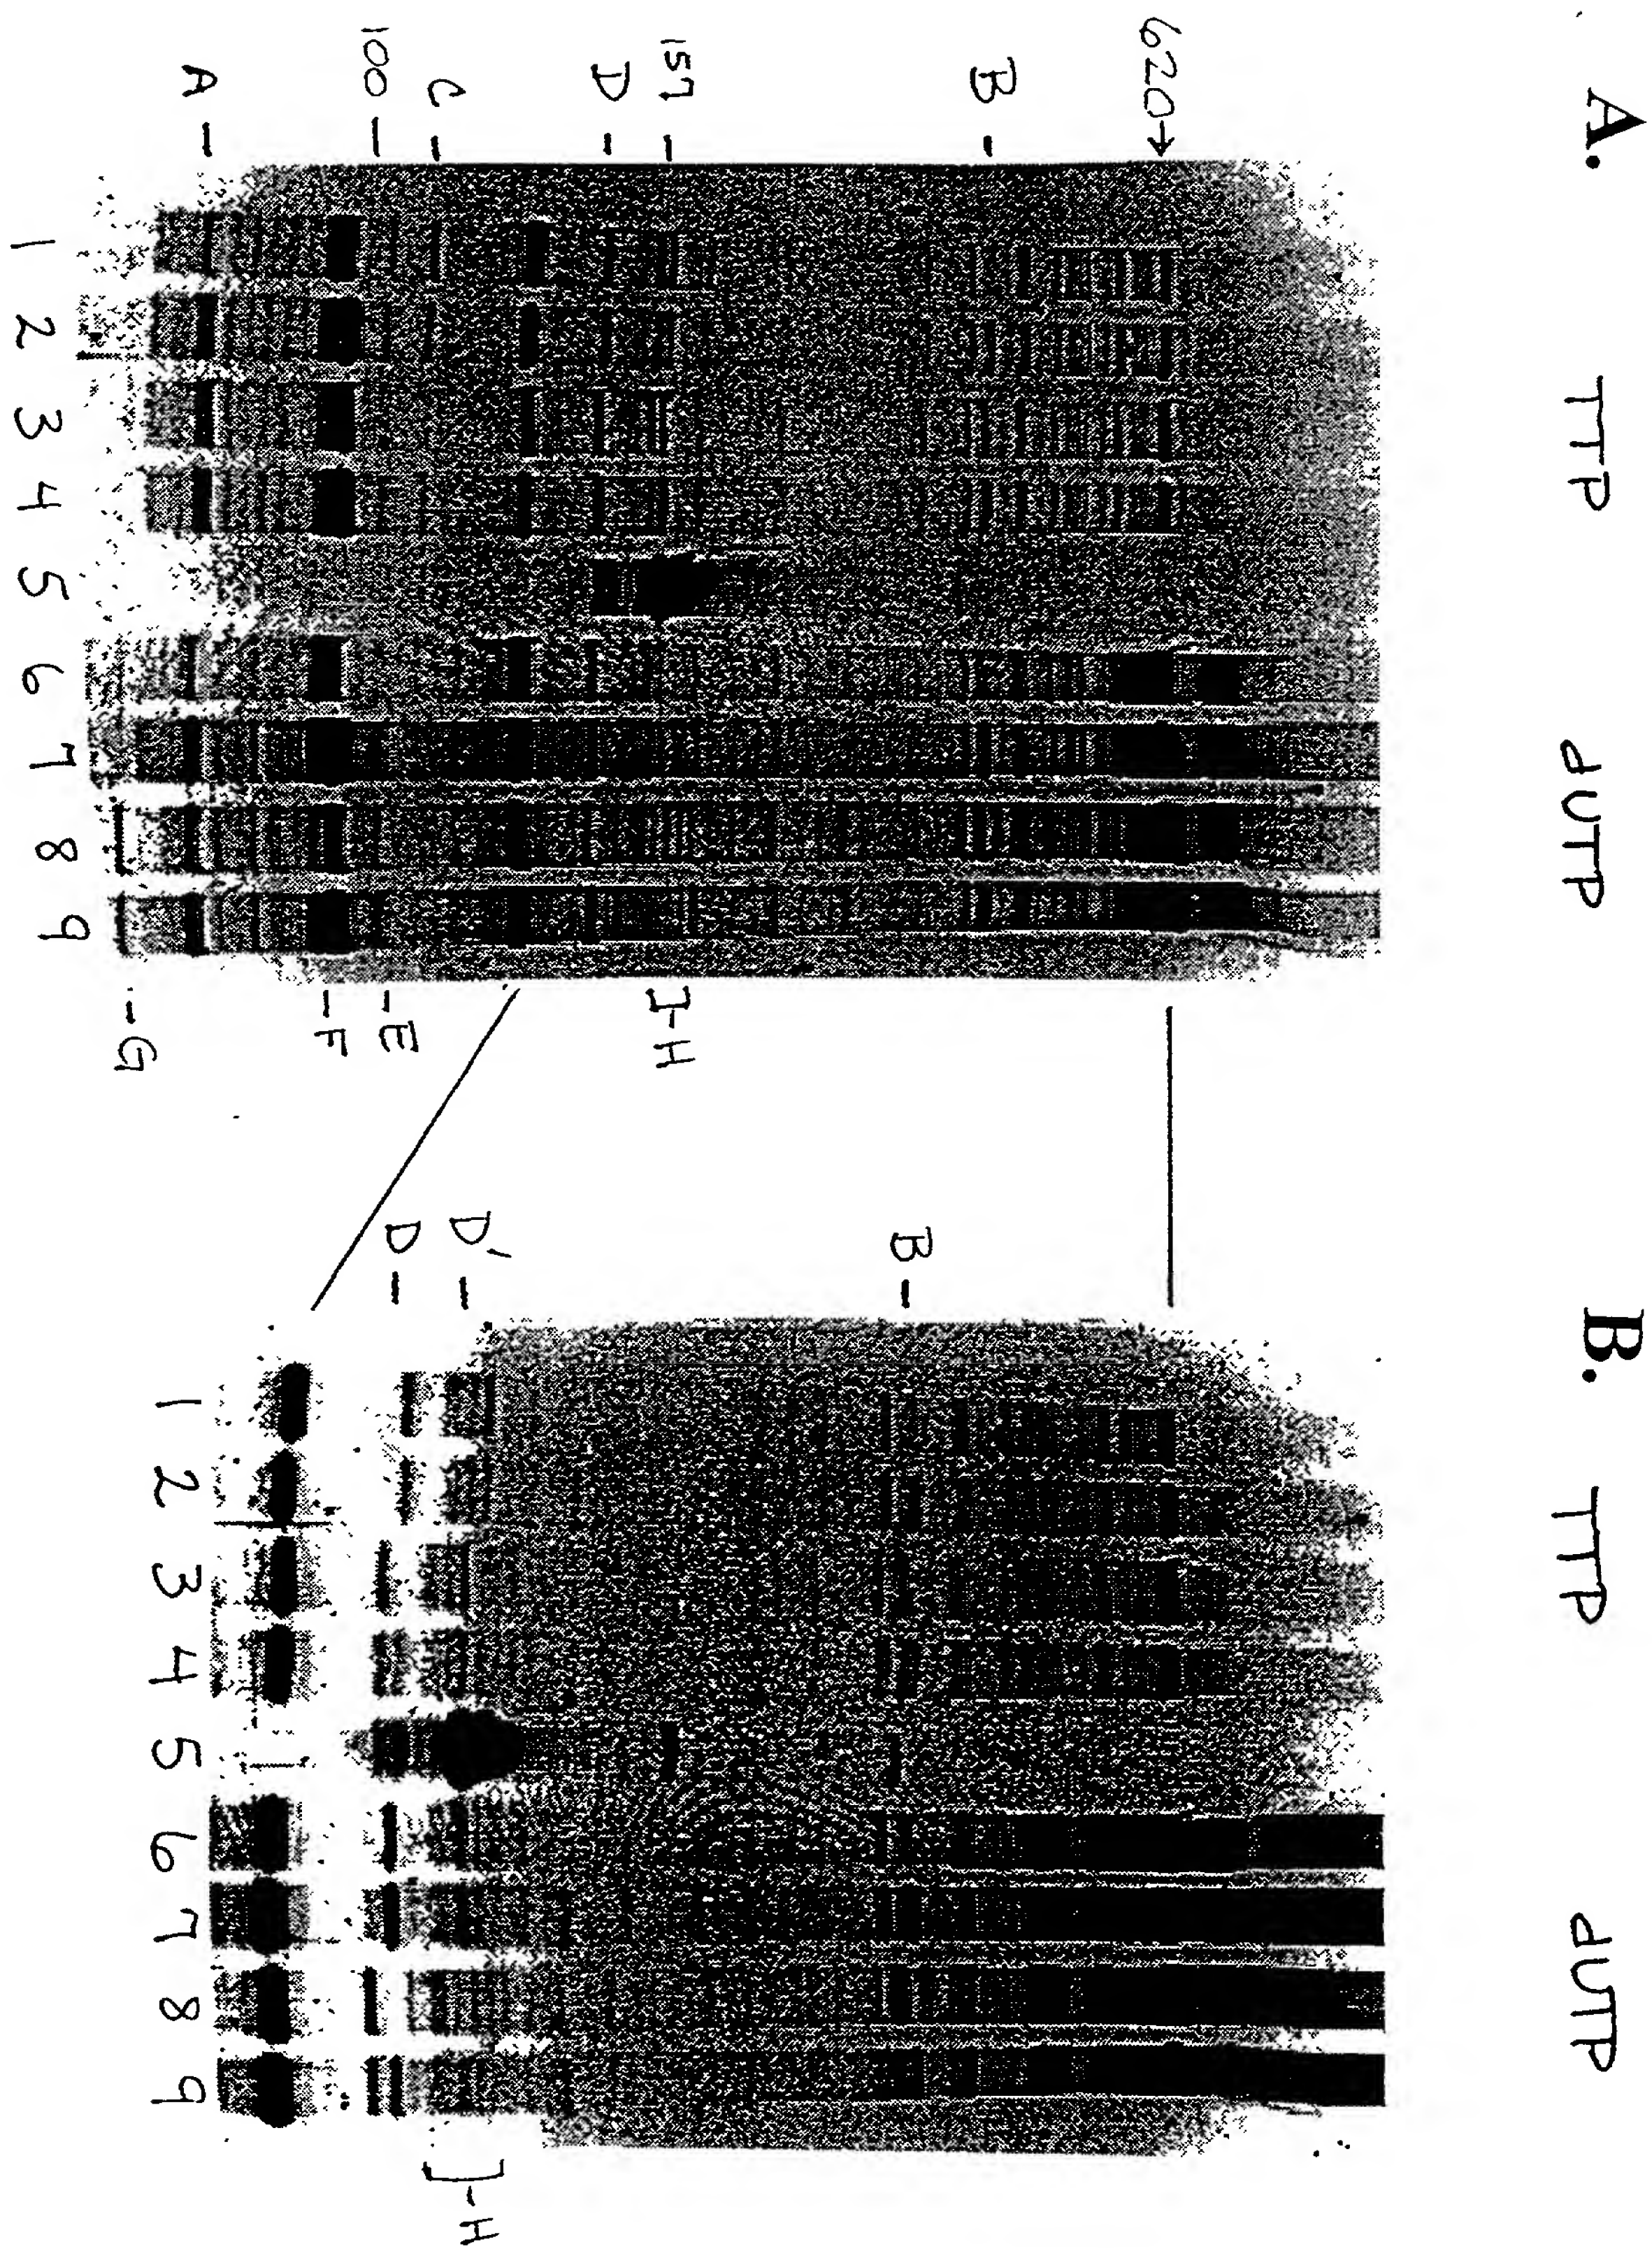 A.
TTP
dUTP
620→
B -
157 -
D -
C -
100 -
A -
1 2 3 4 5 6 7 8 9
]-H
-E
-F
-G
B.
TTP
dUTP
B -
D' -
D -
1 2 3 4 5 6 7 8 9
]-H